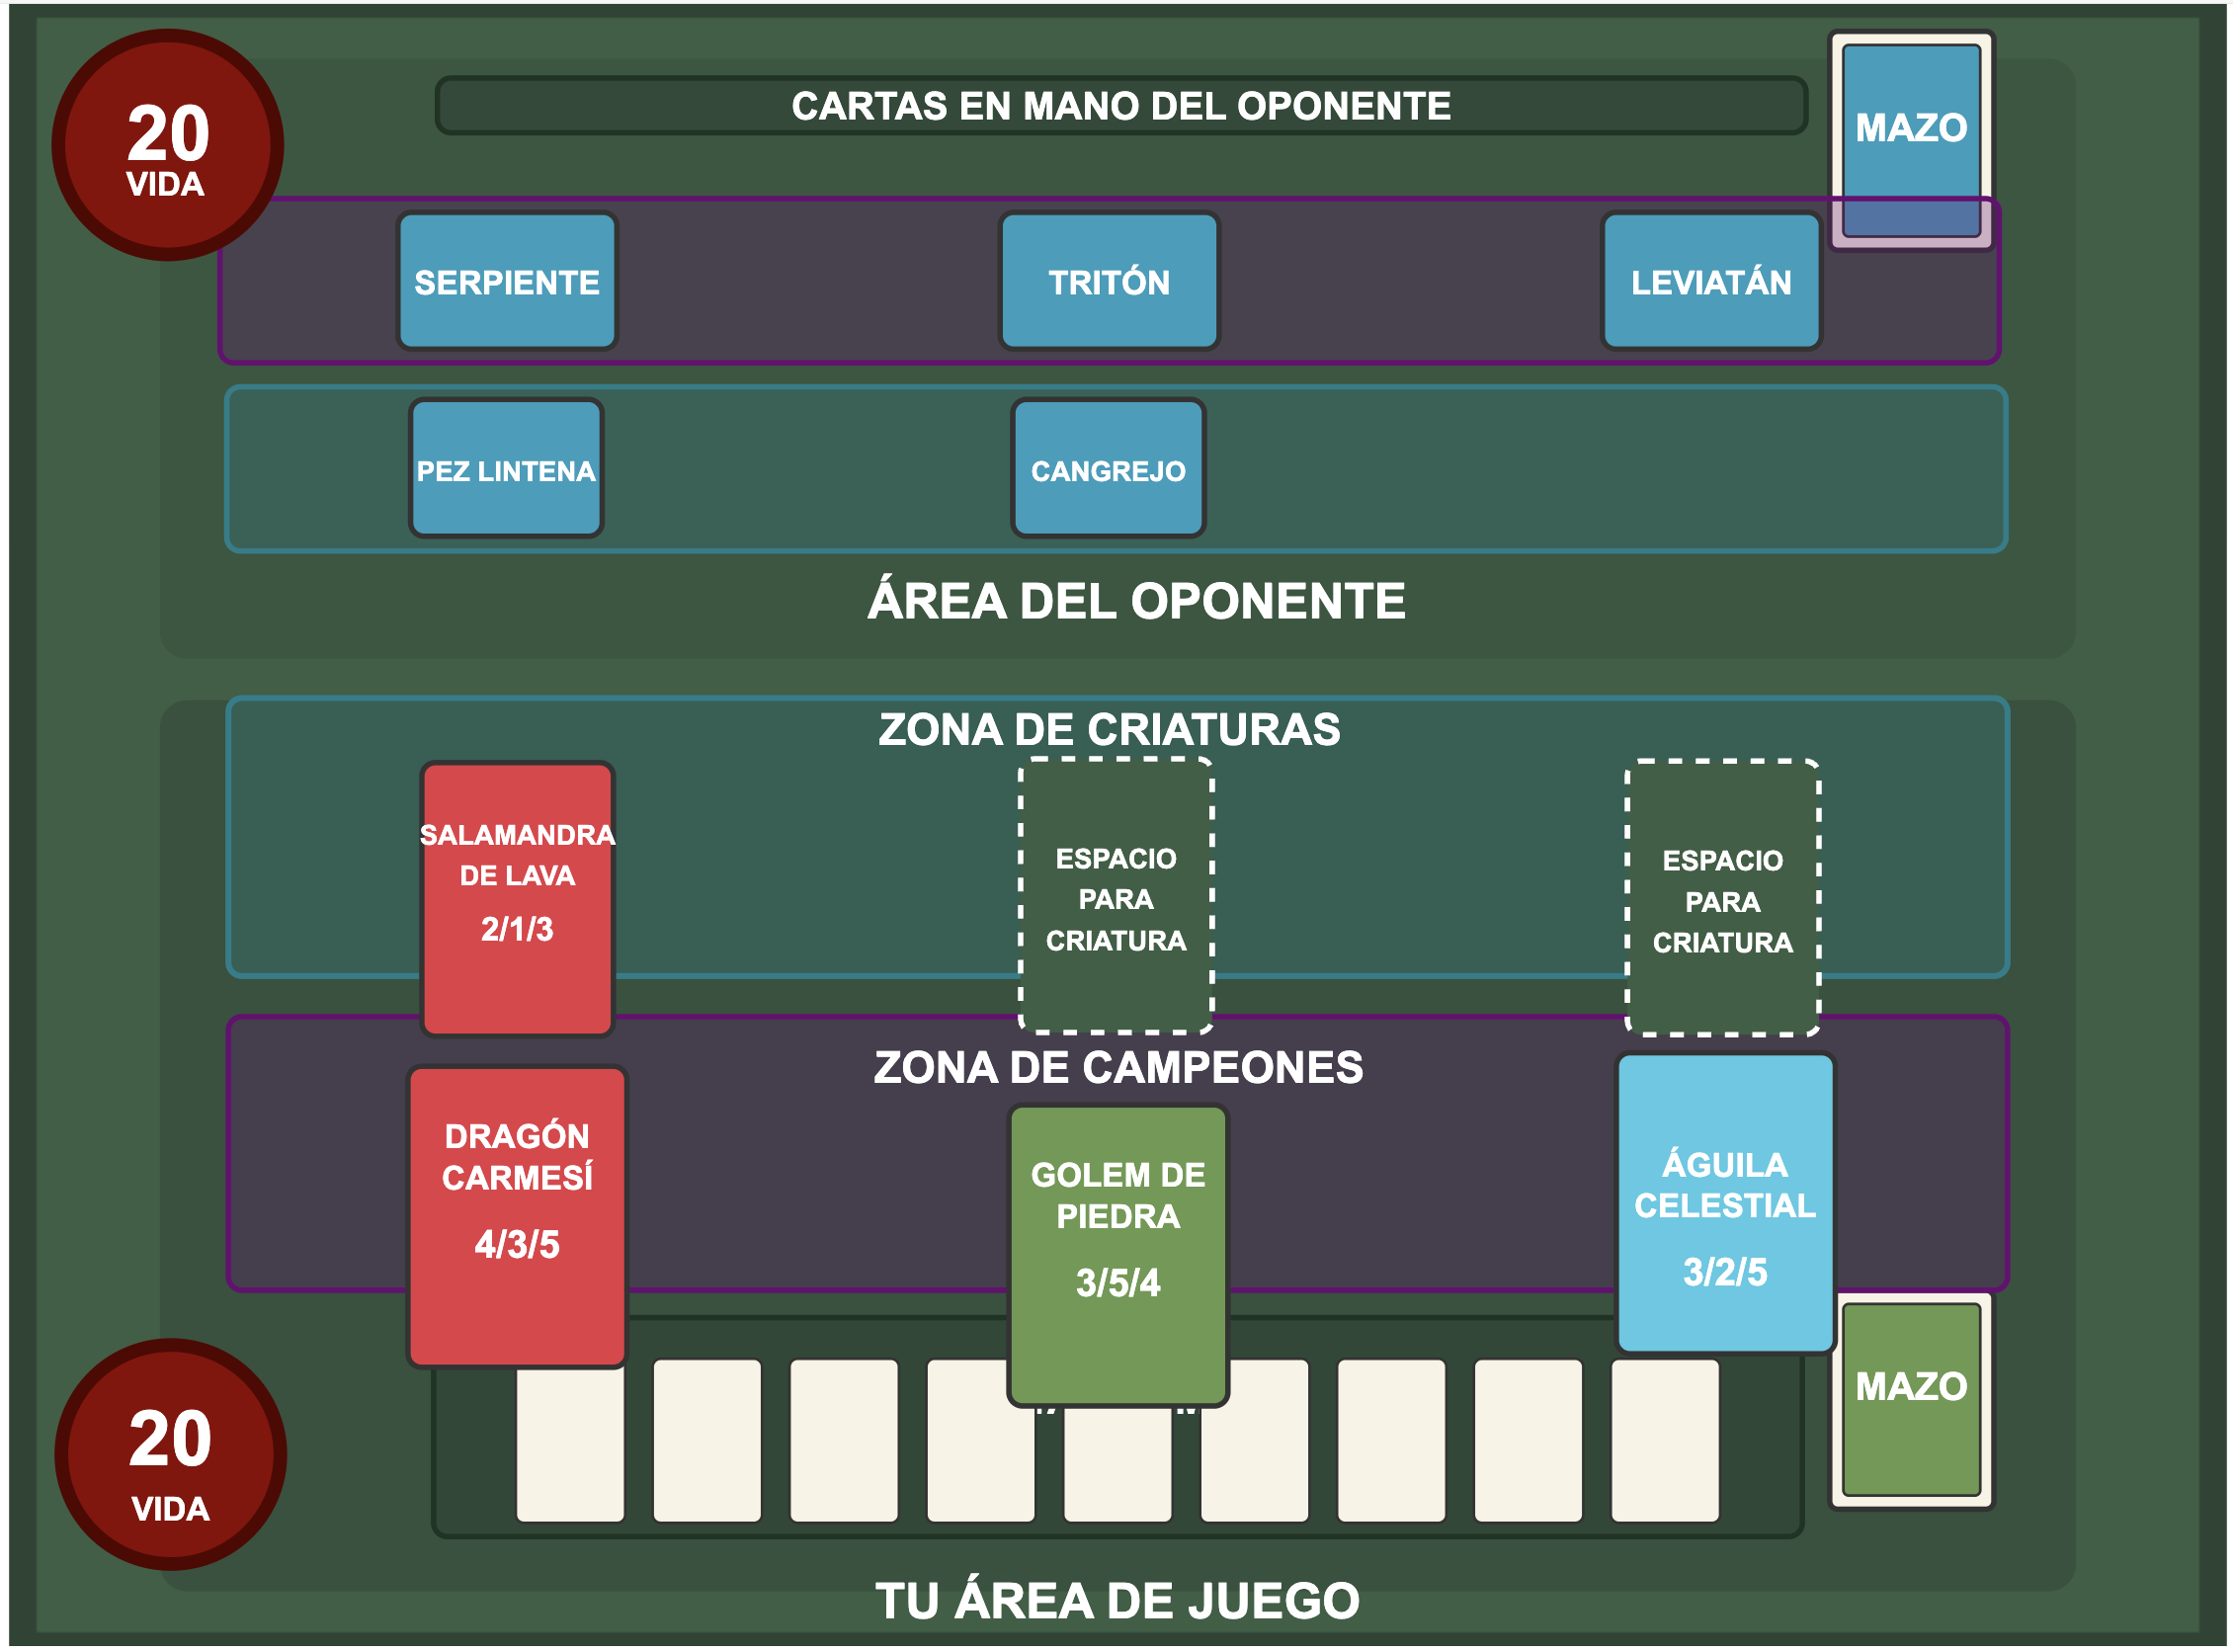 20
VIDA
CARTAS EN MANO DEL OPONENTE
MAZO
SERPIENTE
TRITÓN
LEVIATÁN
PEZ LINTENA
CANGREJO
ÁREA DEL OPONENTE
ZONA DE CRIATURAS
SALAMANDRA
DE LAVA
2/1/3
ESPACIO
PARA
CRIATURA
ESPACIO
PARA
CRIATURA
ZONA DE CAMPEONES
DRAGÓN
CARMESÍ
4/3/5
GOLEM DE
PIEDRA
3/5/4
ÁGUILA
CELESTIAL
3/2/5
MAZO
20
VIDA
TU ÁREA DE JUEGO